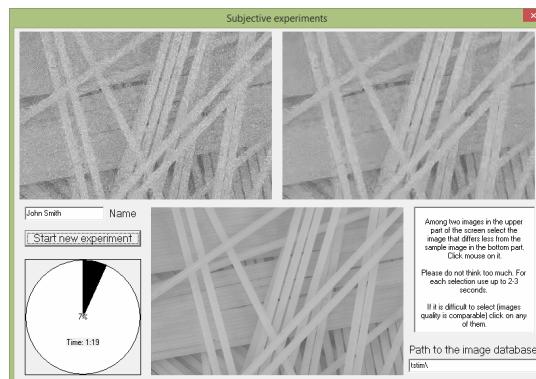 Subjective experiments
x
John Smith
Name
Start new experiment
7%
Time: 1:19
Among two images in the upper
part of the screen select the
image that differs less from the
sample image in the bottom part.
Click mouse on it.
Please do not think too much. For
each selection use up to 2-3
seconds.
If it is difficult to select (images
quality is comparable) click on any
of them.
Path to the image database
\tstim\